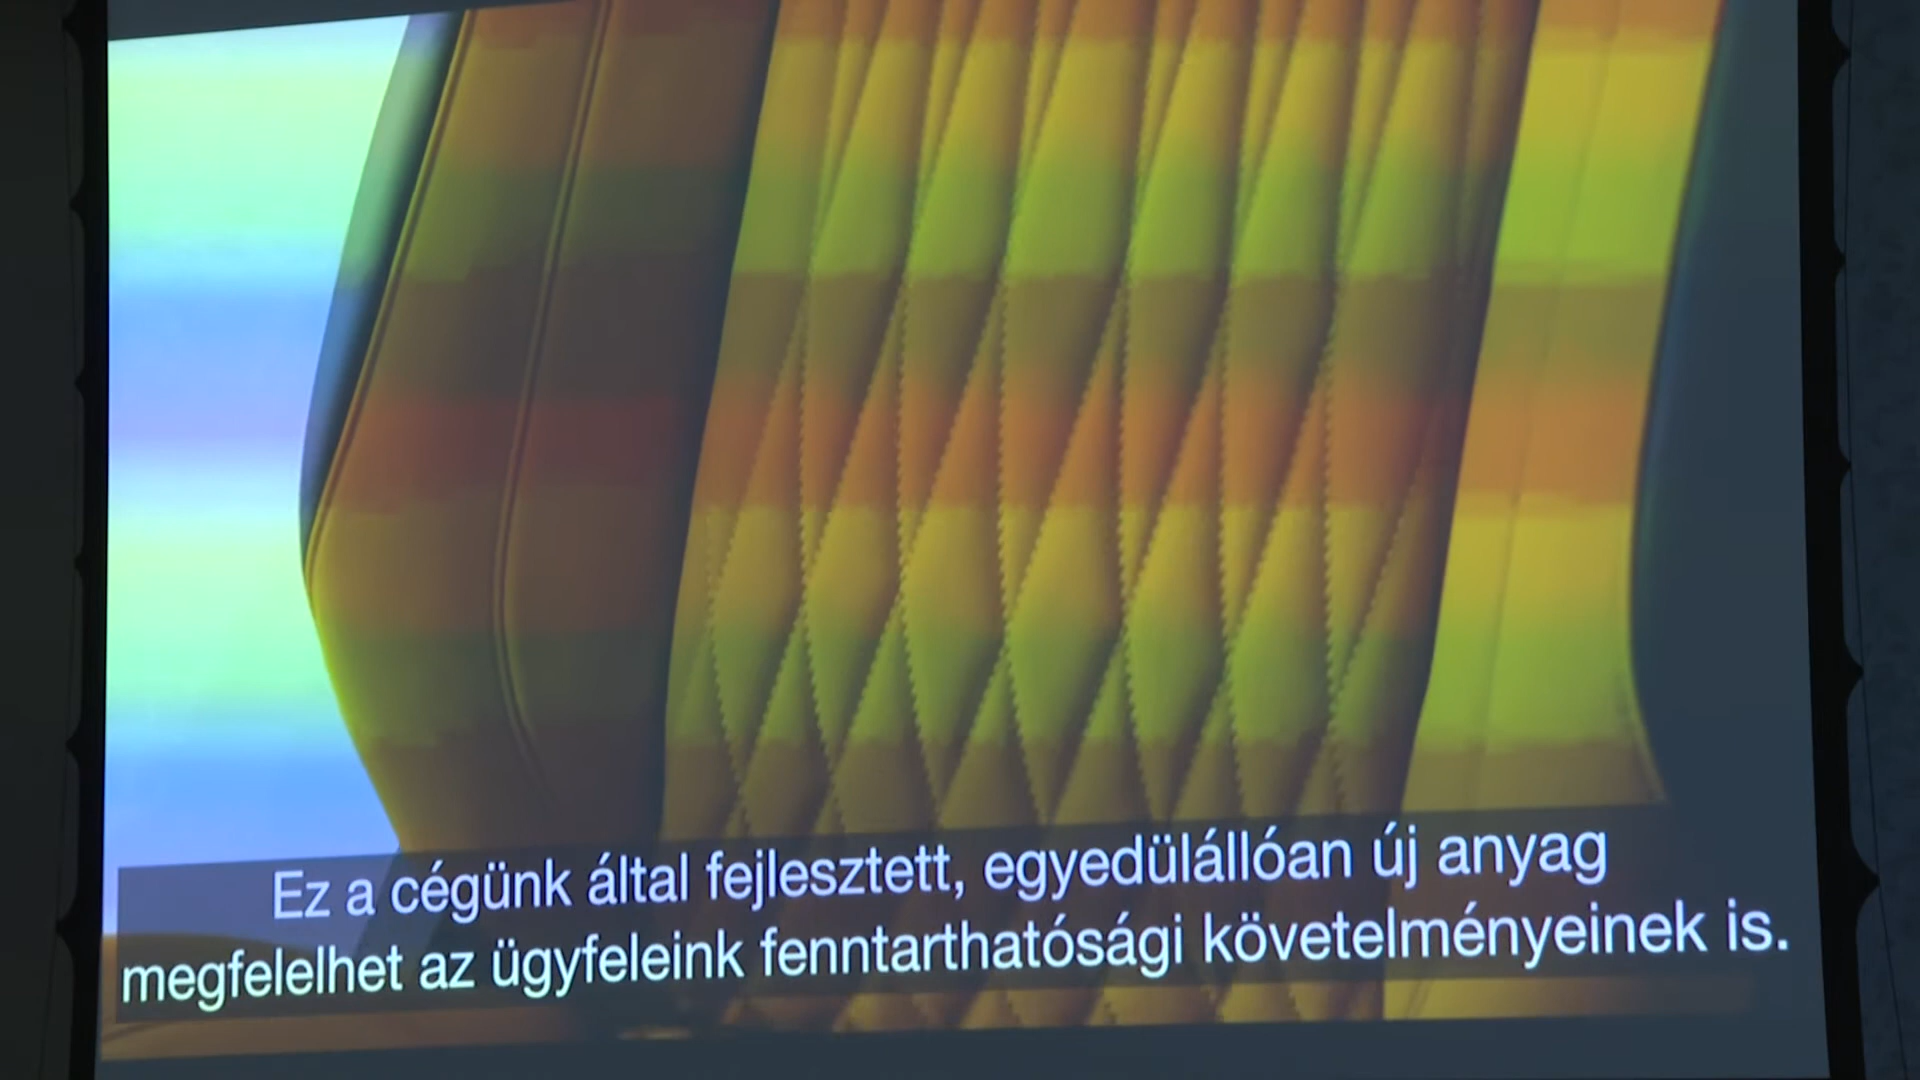 Ez a cégünk által fejlesztett, egyedülállóan új anyag
megfelelhet az ügyfeleink fenntarthatósági követelményeinek is.